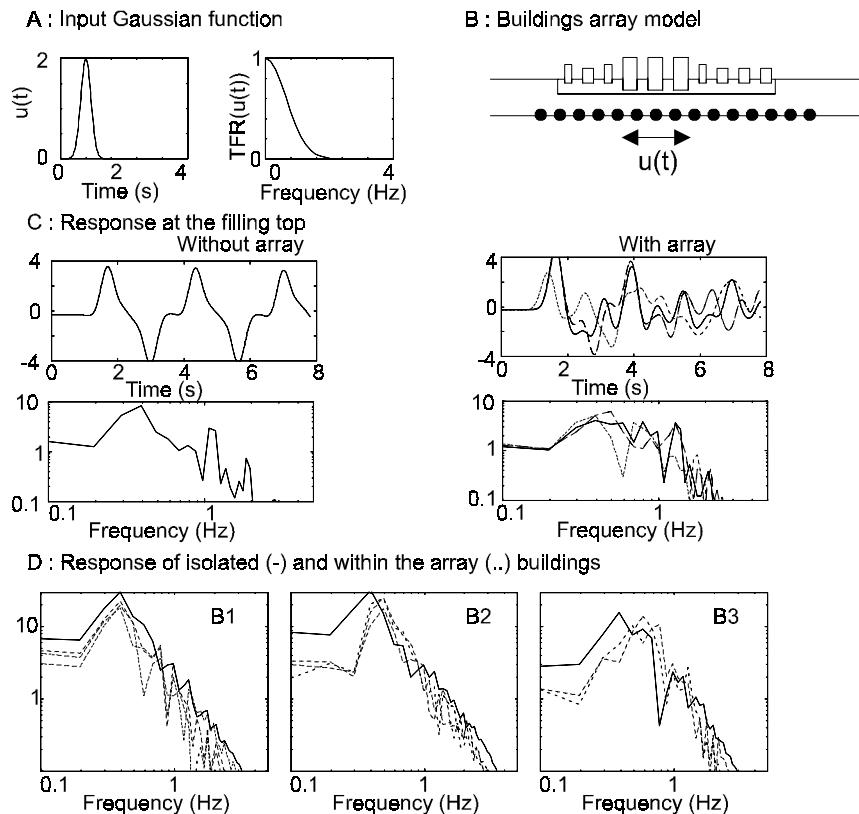 A : Input Gaussian function
B : Buildings array model
2
0
u(t)
0 2 4
Time (s)
1
0
TFR(u(t))
0 4
Frequency (Hz)
u(t)
C : Response at the filling top
Without array
With array
4
0
-4
0 2 4 6 8
Time (s)
4
0
-4
0 2 4 6 8
Time (s)
10
1
0.1
0.1 1
Frequency (Hz)
10
1
0.1
0.1 1
Frequency (Hz)
D : Response of isolated (-) and within the array (..) buildings
B1
B2
B3
10
1
10
1
10
1
0.1 1
0.1 1
0.1 1
Frequency (Hz)
Frequency (Hz)
Frequency (Hz)